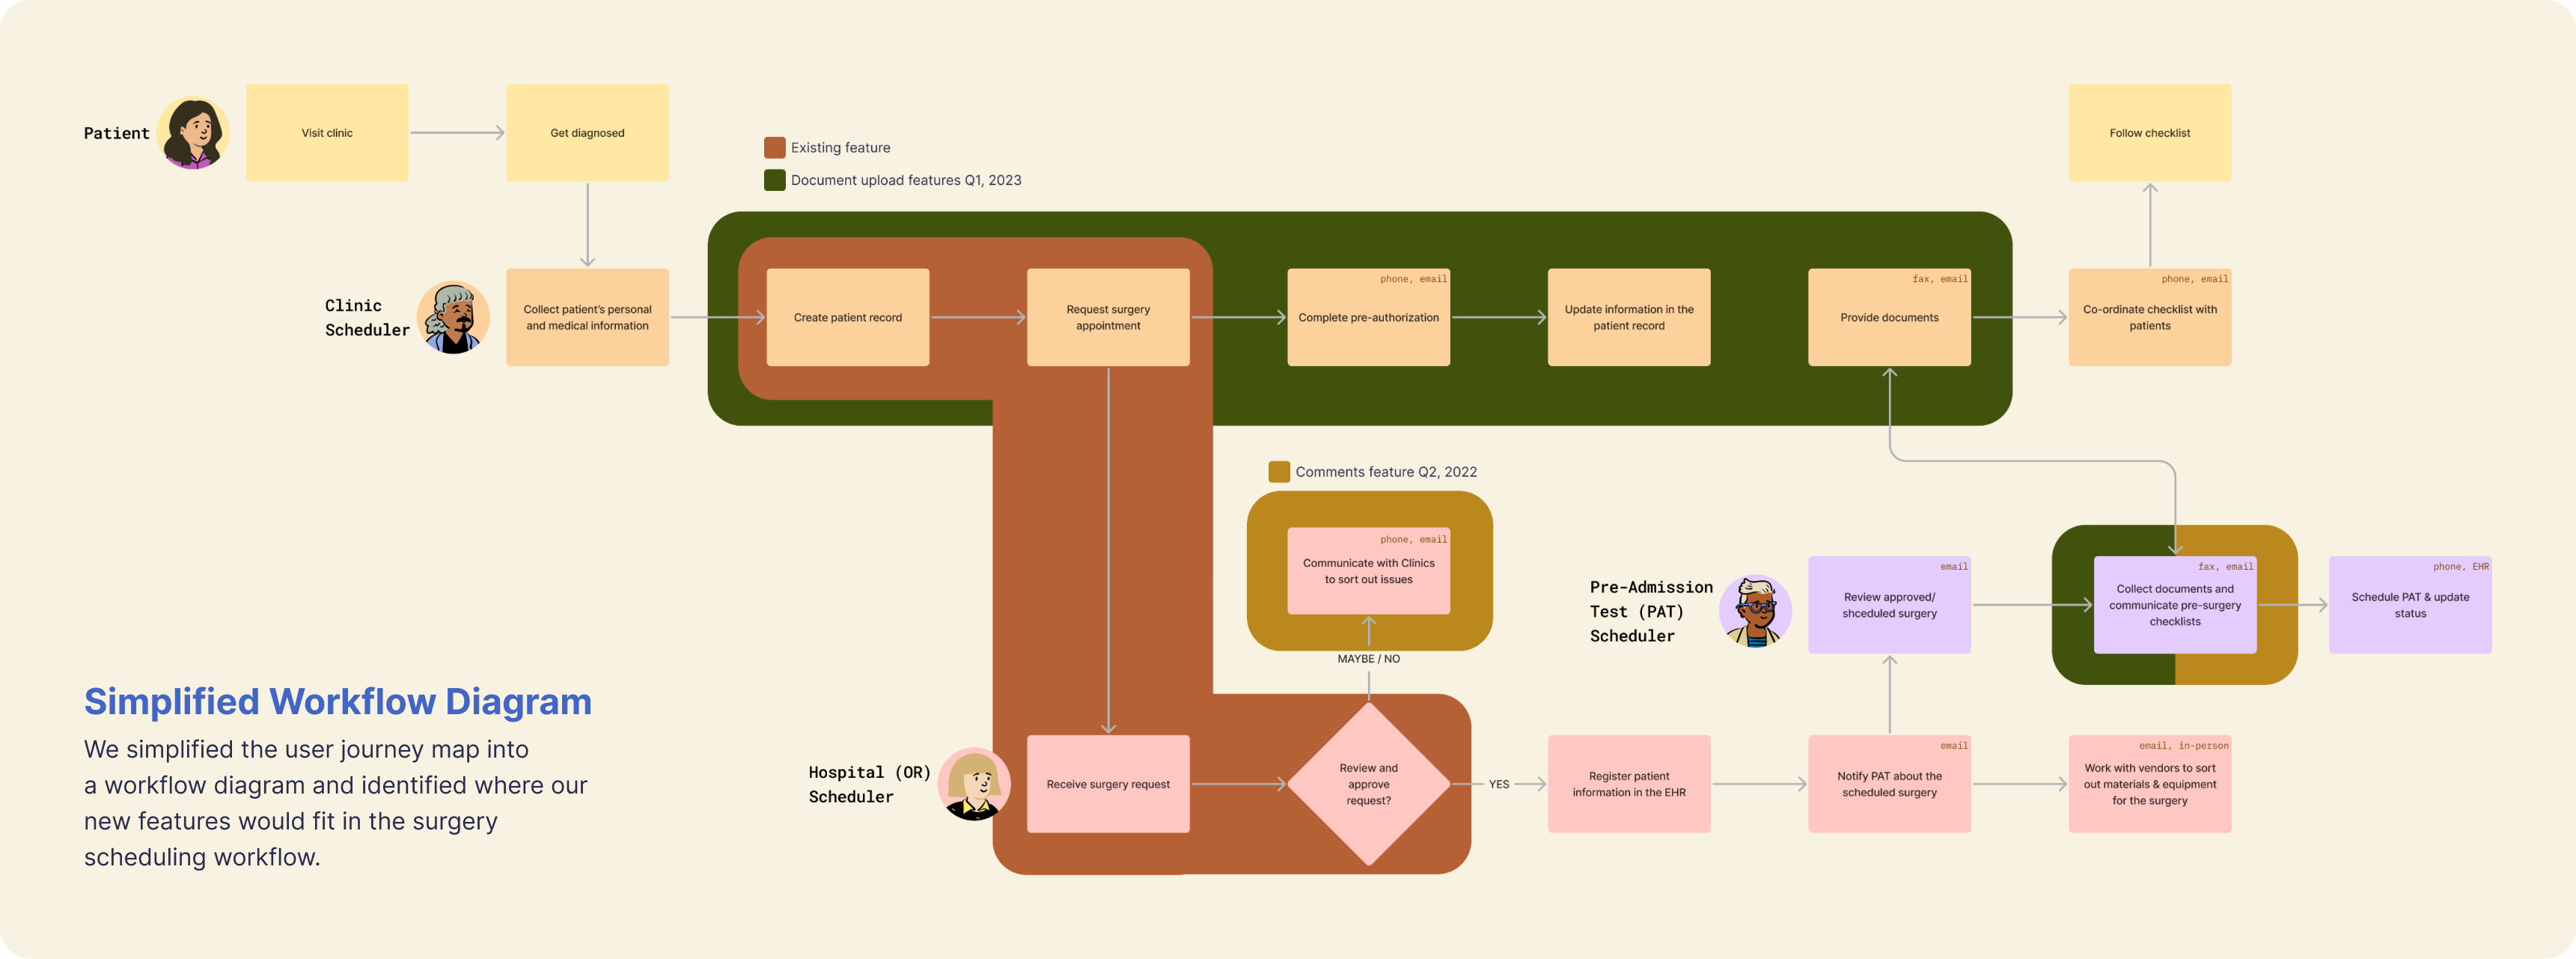 Patient
Visit clinic
Get diagnosed
Existing feature
Document upload features Q1, 2023
Follow checklist
Clinic
Scheduler
Collect patient's personal
and medical information
Create patient record
Request surgery
appointment
phone, email
Complete pre-authorization
Update information in the
patient record
fax, email
Provide documents
phone, email
Co-ordinate checklist with
patients
Comments feature Q2, 2022
phone, email
Communicate with Clinics
to sort out issues
MAYBE / NO
Pre-Admission
Test (PAT)
Scheduler
email
Review approved/
shceduled surgery
fax, email
Collect documents and
communicate pre-surgery
checklists
phone, EHR
Schedule PAT & update
status
Simplified Workflow Diagram
We simplified the user journey map into
a workflow diagram and identified where our
new features would fit in the surgery
scheduling workflow.
Hospital (OR)
Scheduler
Receive surgery request
Review and
approve
request?
YES
Register patient
information in the EHR
email
Notify PAT about the
scheduled surgery
email, in-person
Work with vendors to sort
out materials & equipment
for the surgery